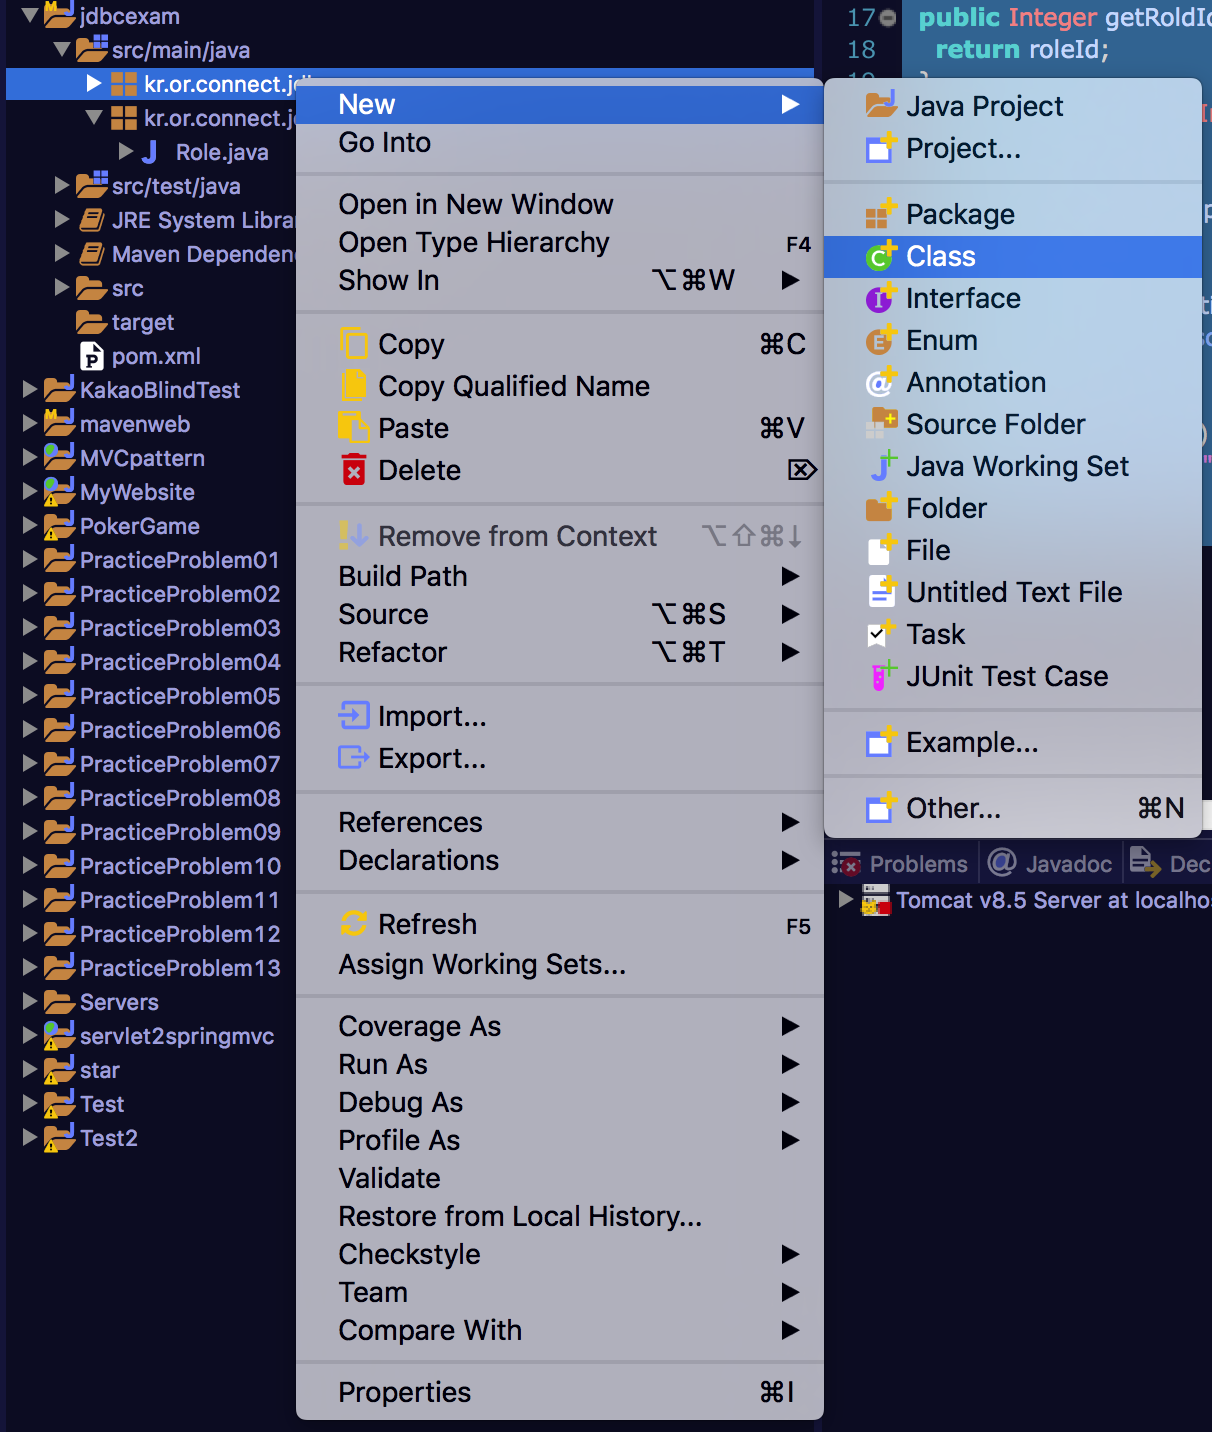 jdbcexam
src/main/java
kr.or.connect.jdb
kr.or.connect.j
Role.java
src/test/java
JRE System Libra
Maven Dependen
src
target
pom.xml
KakaoBlindTest
mavenweb
MVCpattern
MyWebsite
PokerGame
PracticeProblem01
PracticeProblem02
PracticeProblem03
PracticeProblem04
PracticeProblem05
PracticeProblem06
PracticeProblem07
PracticeProblem08
PracticeProblem09
PracticeProblem10
PracticeProblem11
PracticeProblem12
PracticeProblem13
Servers
servlet2springmvc
star
Test
Test2
New
Go Into
Open in New Window
Open Type Hierarchy F4
Show In ⌥⌘W
Copy ⌘C
Copy Qualified Name
Paste ⌘V
Delete ⌦
Remove from Context ⌥⇧⌘↓
Build Path
Source ⌥⌘S
Refactor ⌥⌘T
Import...
Export...
References
Declarations
Refresh F5
Assign Working Sets...
Coverage As
Run As
Debug As
Profile As
Validate
Restore from Local History...
Checkstyle
Team
Compare With
Properties ⌘I
17 public Integer getRoldId
18 return roleId;
Java Project
Project...
Package
Class
Interface
Enum
Annotation
Source Folder
Java Working Set
Folder
File
Untitled Text File
Task
JUnit Test Case
Example...
Other... ⌘N
Problems @ Javadoc Dec
Tomcat v8.5 Server at localho